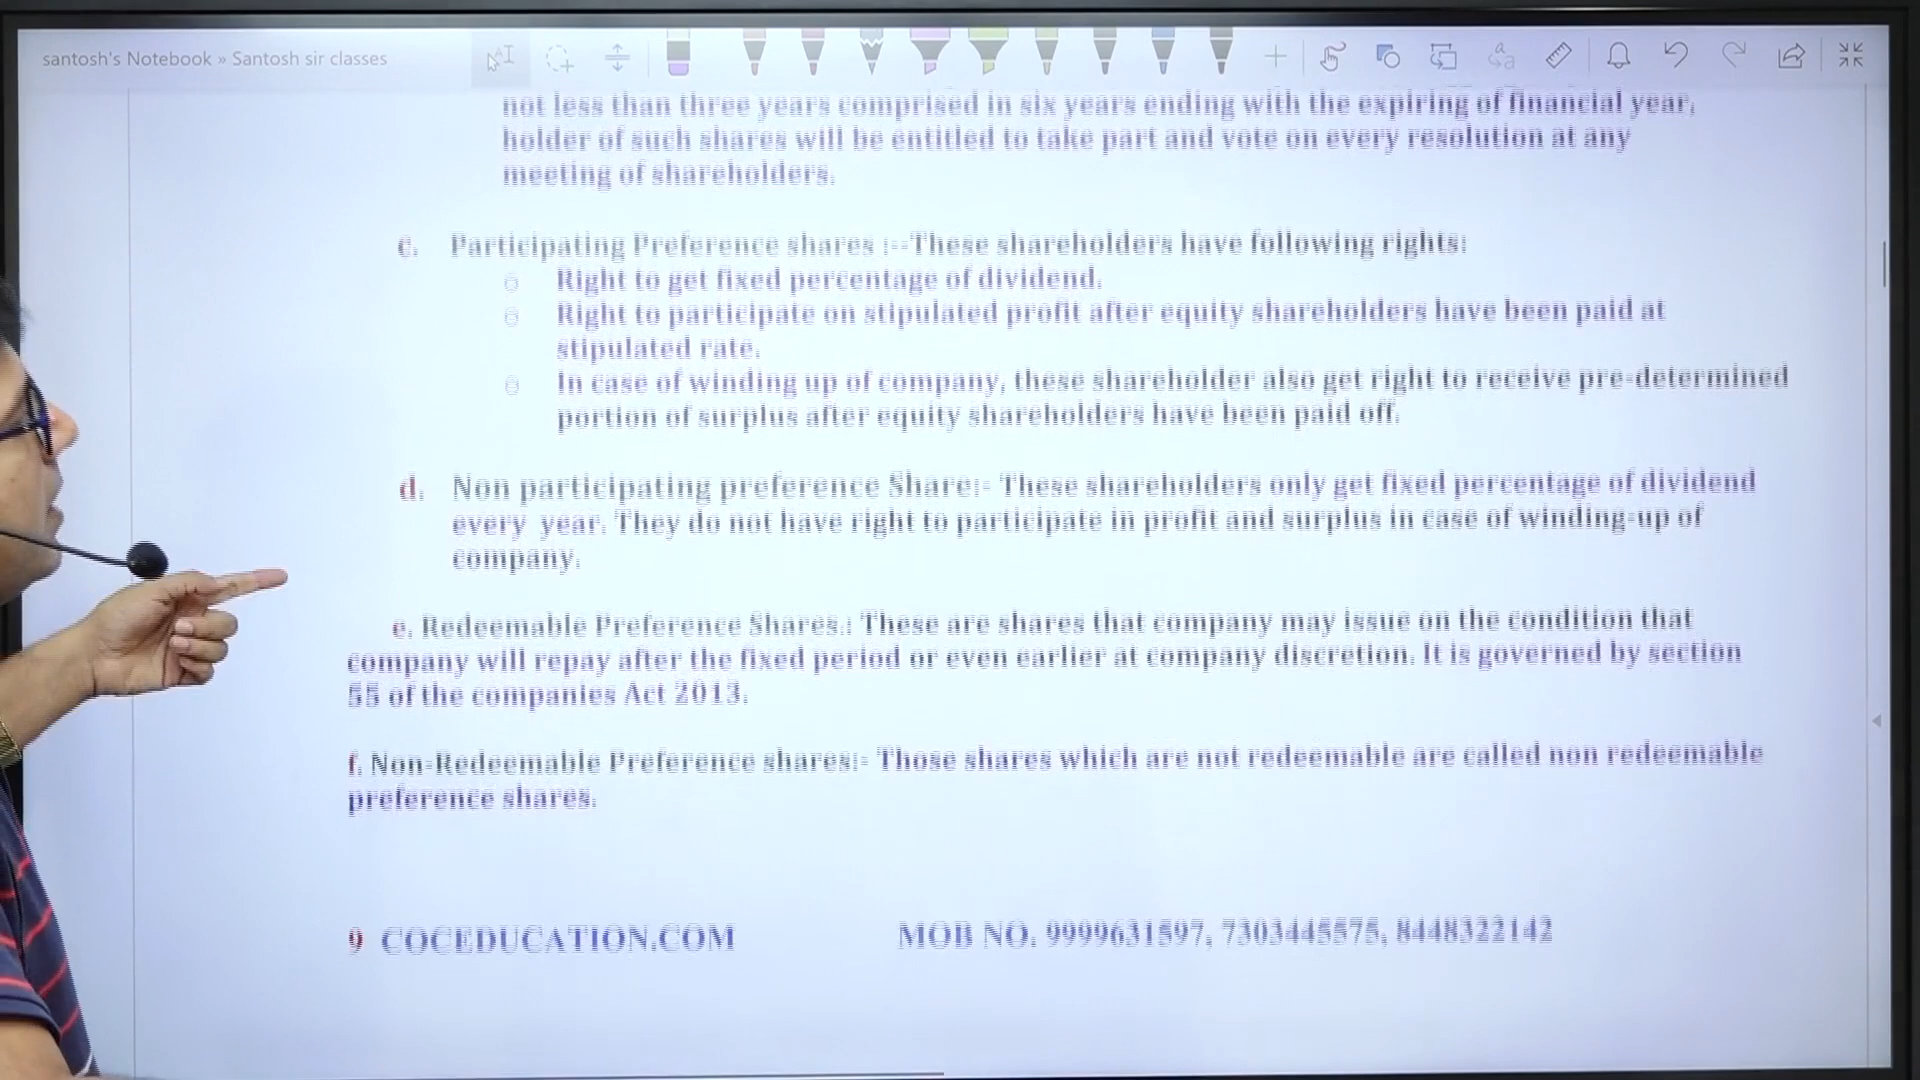 santosh's Notebook » Santosh sir classes
not less than three years comprised in six years ending with the expiring of financial year,
holder of such shares will be entitled to take part and vote on every resolution at any
meeting of shareholders.
c. Participating Preference shares :--These shareholders have following rights:
Right to get fixed percentage of dividend.
Right to participate on stipulated profit after equity shareholders have been paid at
stipulated rate.
In case of winding up of company, these shareholder also get right to receive pre-determined
portion of surplus after equity shareholders have been paid off.
d. Non participating preference Share:- These shareholders only get fixed percentage of dividend
every year. They do not have right to participate in profit and surplus in case of winding-up of
company.
e. Redeemable Preference Shares.: These are shares that company may issue on the condition that
company will repay after the fixed period or even earlier at company discretion. It is governed by section
55 of the companies Act 2013.
f. Non-Redeemable Preference shares:- Those shares which are not redeemable are called non redeemable
preference shares.
9 COCEDUCATION.COM MOB NO. 9999631597, 7303445575, 8448322142